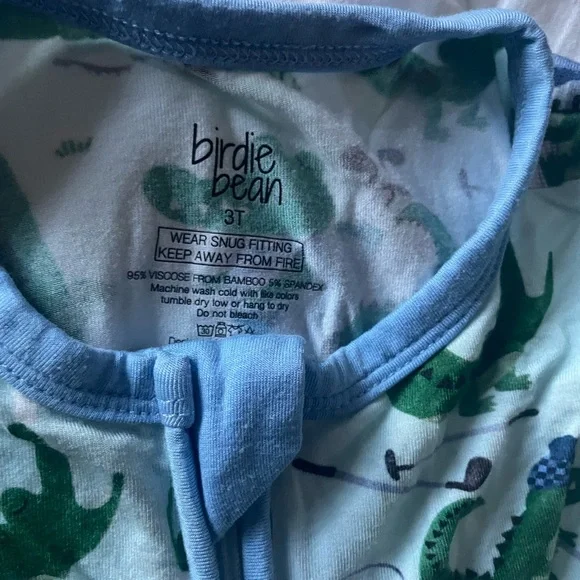 birdie
bean
3T
WEAR SNUG FITTING
KEEP AWAY FROM FIRE
95% VISCOSE FROM BAMBOO 5% SPANDEX
Machine wash cold with like colors
tumble dry low or hang to dry
Do not bleach
30